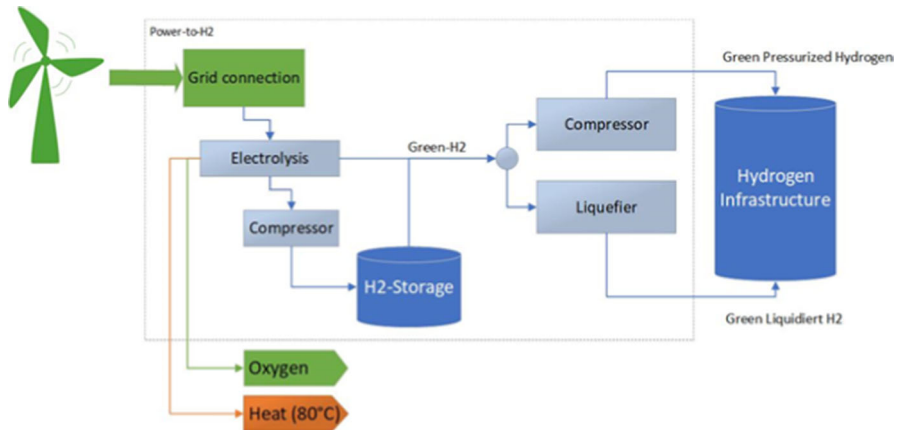 Power-to-H2
Grid connection
Green Pressurized Hydrogen
Compressor
Electrolysis
Green-H2
Hydrogen
Infrastructure
Liquefier
Compressor
H2-Storage
Green Liquidiert H2
Oxygen
Heat (80°C)